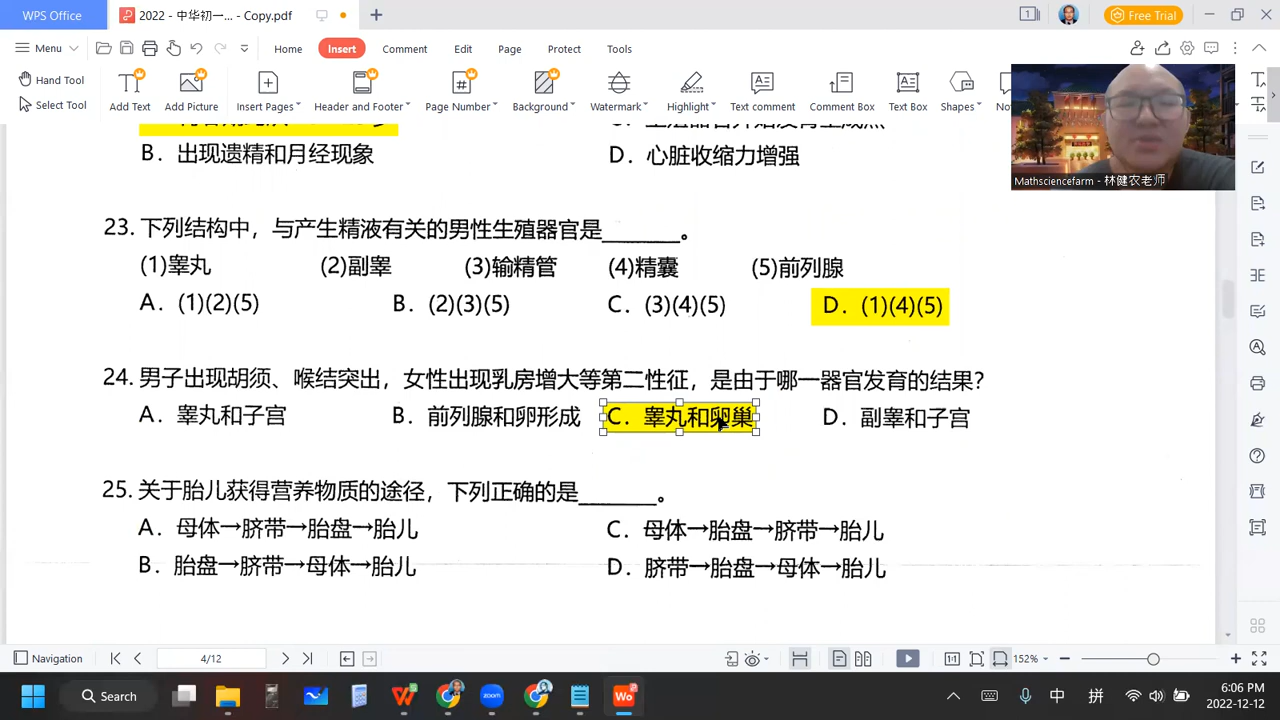 WPS Office
2022 - 中华初一... - Copy.pdf
Free Trial
Menu
Home
Insert
Comment
Edit
Page
Protect
Tools
Hand Tool
Select Tool
Add Text
Add Picture
Insert Pages
Header and Footer
Page Number
Background
Watermark
Highlight
Text comment
Comment Box
Text Box
Shapes
Mathsciencefarm - 林健农老师
B. 出现遗精和月经现象
D. 心脏收缩力增强
23. 下列结构中，与产生精液有关的男性生殖器官是______。
(1)睾丸 (2)副睾 (3)输精管 (4)精囊 (5)前列腺
A. (1)(2)(5) B. (2)(3)(5) C. (3)(4)(5) D. (1)(4)(5)
24. 男子出现胡须、喉结突出，女性出现乳房增大等第二性征，是由于哪一器官发育的结果？
A. 睾丸和子宫 B. 前列腺和卵形成 C. 睾丸和卵巢 D. 副睾和子宫
25. 关于胎儿获得营养物质的途径，下列正确的是______。
A. 母体→脐带→胎盘→胎儿 C. 母体→胎盘→脐带→胎儿
B. 胎盘→脐带→母体→胎儿 D. 脐带→胎盘→母体→胎儿
Navigation
4/12
152%
Search
中
拼
6:06 PM
2022-12-12